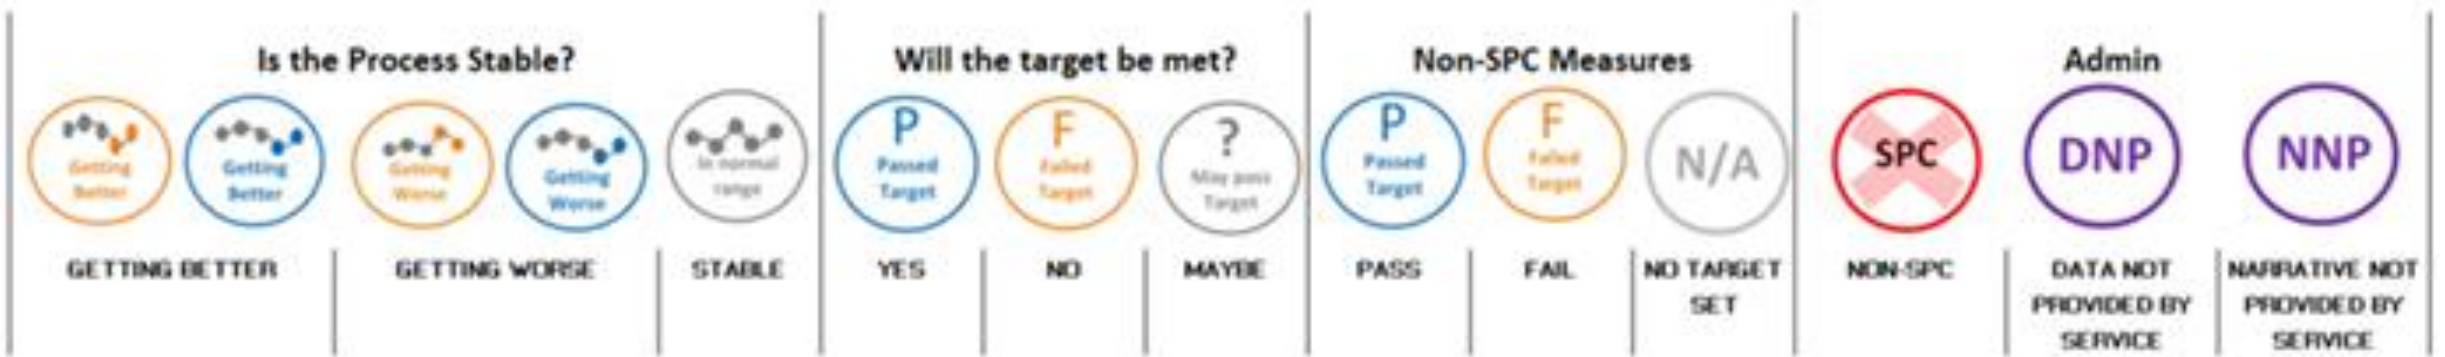 Is the Process Stable?
Getting
Better
Getting
Better
Getting
Worse
Getting
Worse
In normal
range
GETTING BETTER
GETTING WORSE
STABLE
Will the target be met?
P
Passed
Target
F
Failed
Target
?
May pass
Target
YES
NO
MAYBE
Non-SPC Measures
P
Passed
Target
F
Failed
Target
N/A
PASS
FAIL
NO TARGET
SET
Admin
SPC
DNP
NNP
NON-SPC
DATA NOT
PROVIDED BY
SERVICE
NARRATIVE NOT
PROVIDED BY
SERVICE